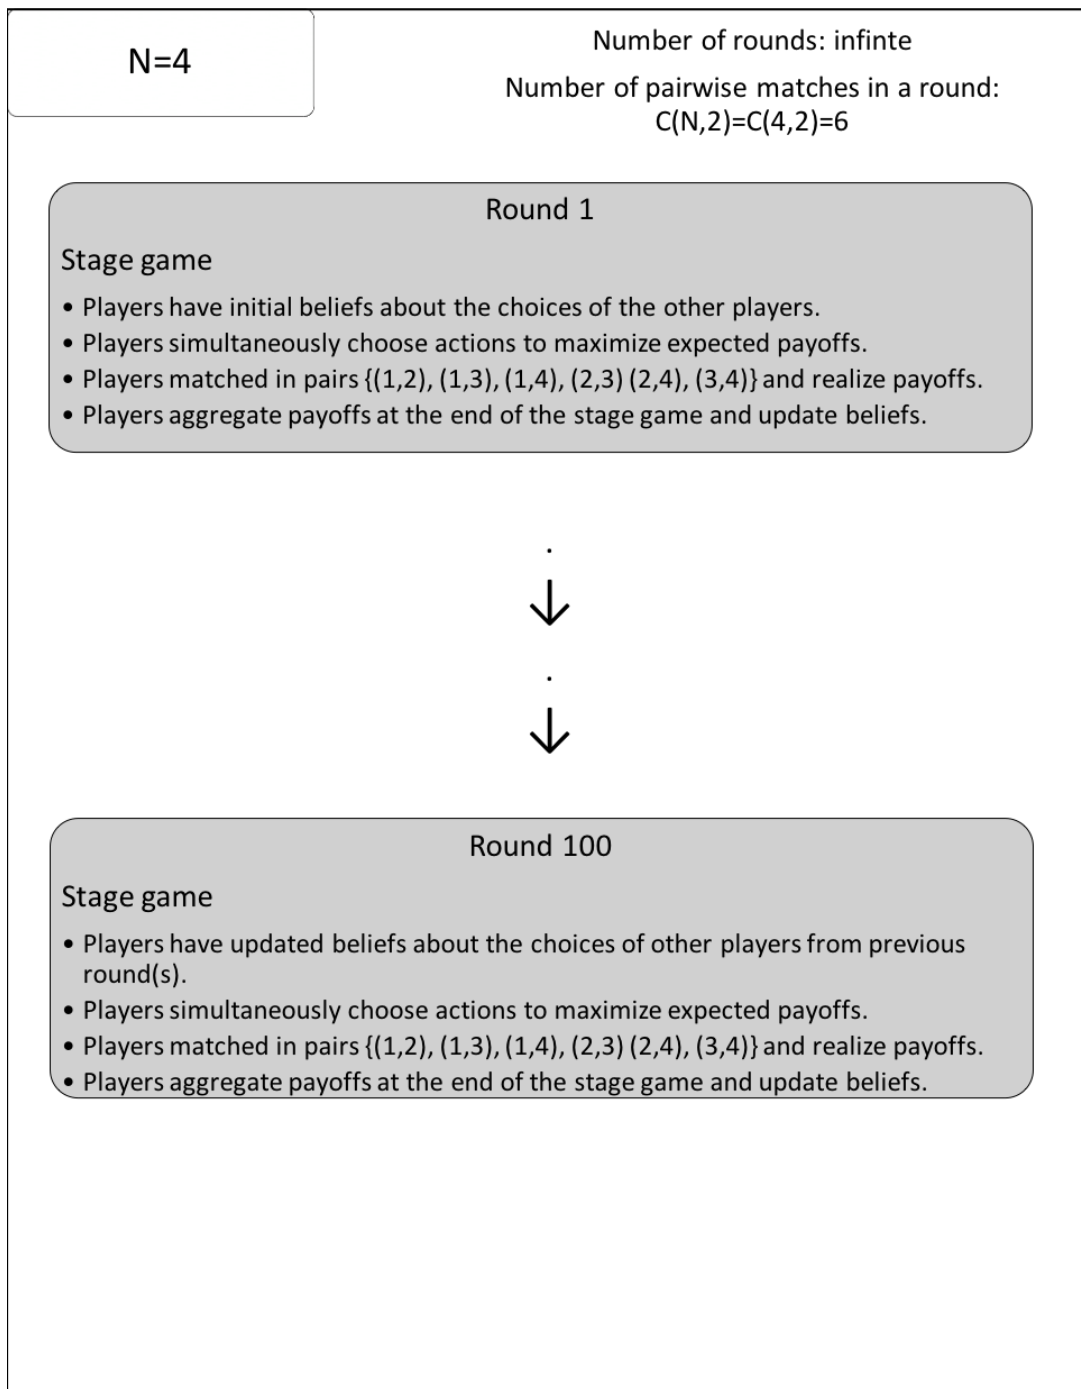 N=4
Number of rounds: infinte
Number of pairwise matches in a round:
C(N,2)=C(4,2)=6
Round 1
Stage game
• Players have initial beliefs about the choices of the other players.
• Players simultaneously choose actions to maximize expected payoffs.
• Players matched in pairs {(1,2), (1,3), (1,4), (2,3) (2,4), (3,4)} and realize payoffs.
• Players aggregate payoffs at the end of the stage game and update beliefs.
.
↓
.
↓
Round 100
Stage game
• Players have updated beliefs about the choices of other players from previous
round(s).
• Players simultaneously choose actions to maximize expected payoffs.
• Players matched in pairs {(1,2), (1,3), (1,4), (2,3) (2,4), (3,4)} and realize payoffs.
• Players aggregate payoffs at the end of the stage game and update beliefs.